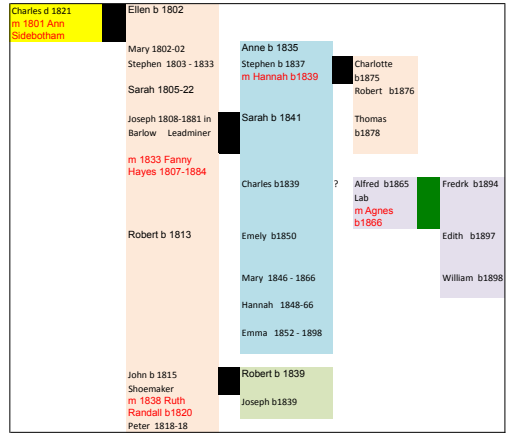 Charles d 1821
m 1801 Ann
Sidebotham
Ellen b 1802
Mary 1802-02
Stephen 1803 - 1833
Sarah 1805-22
Joseph 1808-1881 in
Barlow Leadminer
m 1833 Fanny
Hayes 1807-1884
Robert b 1813
John b 1815
Shoemaker
m 1838 Ruth
Randall b1820
Peter 1818-18
Anne b 1835
Stephen b 1837
m Hannah b1839
Sarah b 1841
Charles b1839
Emely b1850
Mary 1846 - 1866
Hannah 1848-66
Emma 1852 - 1898
Robert b 1839
Joseph b1839
Charlotte
b1875
Robert b1876
Thomas
b1878
?
Alfred b1865
Lab
m Agnes
b1866
Fredrk b1894
Edith b1897
William b1898